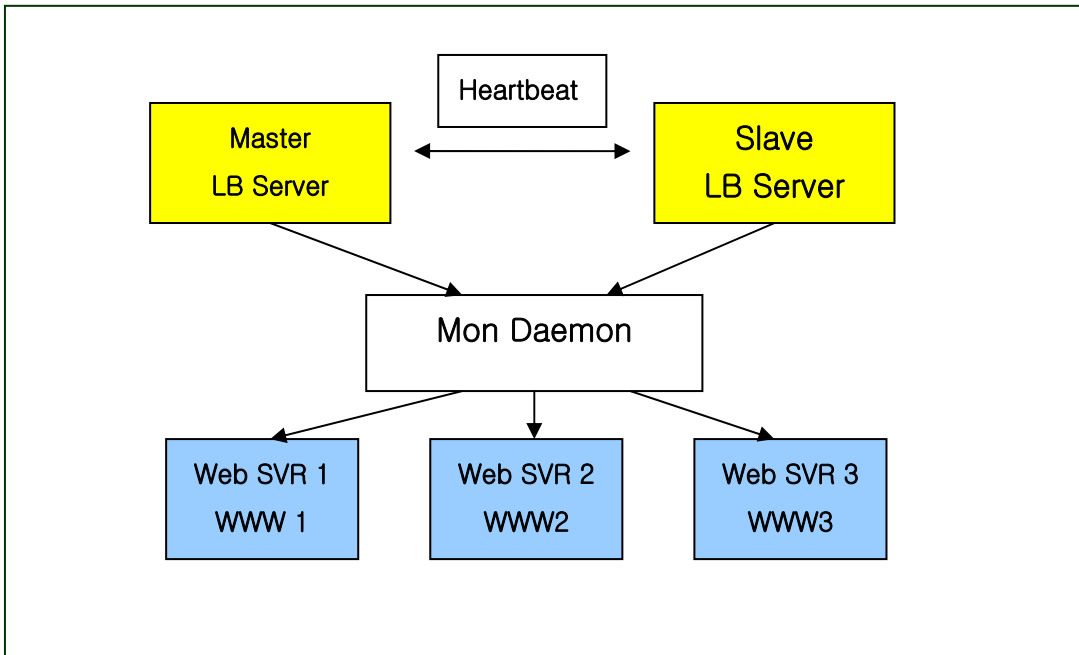 Heartbeat
Master
LB Server
Slave
LB Server
Mon Daemon
Web SVR 1
WWW 1
Web SVR 2
WWW2
Web SVR 3
WWW3